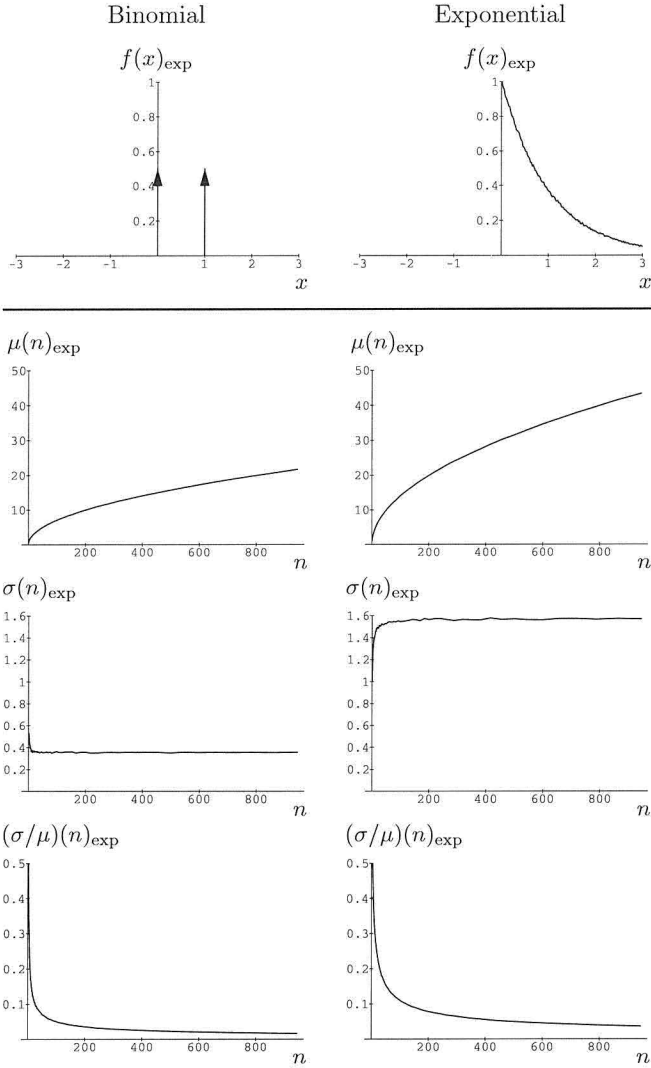 Binomial Exponential
f(x)exp f(x)exp
1 1
0.8 0.8
0.6 0.6
0.4 0.4
0.2 0.2
-3 -2 -1 1 2 3 -3 -2 -1 1 2 3
x x
μ(n)exp μ(n)exp
50 50
40 40
30 30
20 20
10 10
200 400 600 800 200 400 600 800
n n
σ(n)exp σ(n)exp
1.6 1.6
1.4 1.4
1.2 1.2
1 1
0.8 0.8
0.6 0.6
0.4 0.4
0.2 0.2
200 400 600 800 200 400 600 800
n n
(σ/μ)(n)exp (σ/μ)(n)exp
0.5 0.5
0.4 0.4
0.3 0.3
0.2 0.2
0.1 0.1
200 400 600 800 200 400 600 800
n n